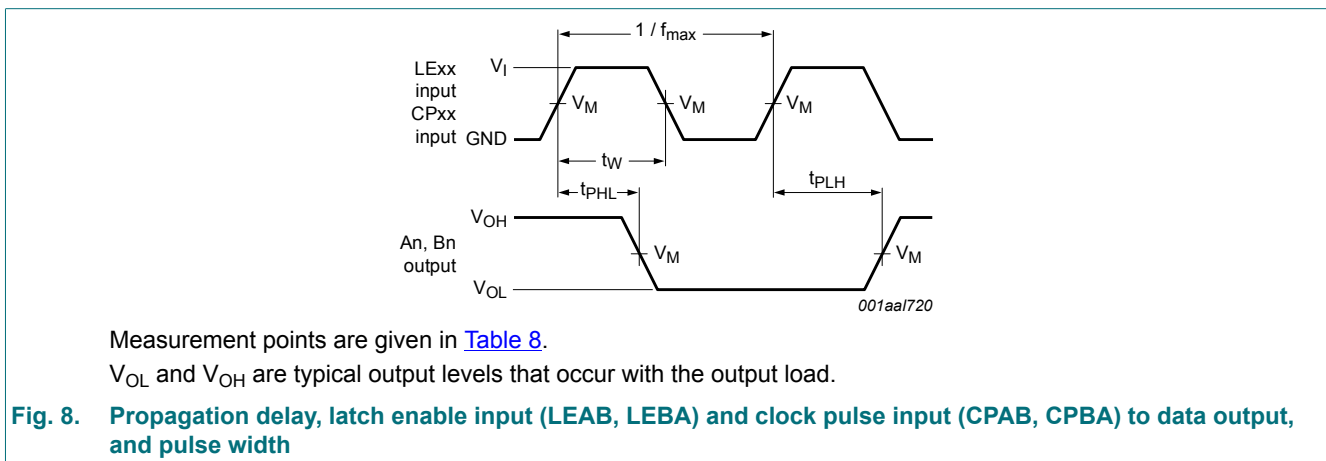 1 / fmax
LExx
input
CPxx
input
VI
GND
VM
VM
VM
tW
tPHL
tPLH
VOH
An, Bn
output
VOL
VM
VM
001aal720
Measurement points are given in Table 8.
VOL and VOH are typical output levels that occur with the output load.
Fig. 8. Propagation delay, latch enable input (LEAB, LEBA) and clock pulse input (CPAB, CPBA) to data output,
and pulse width